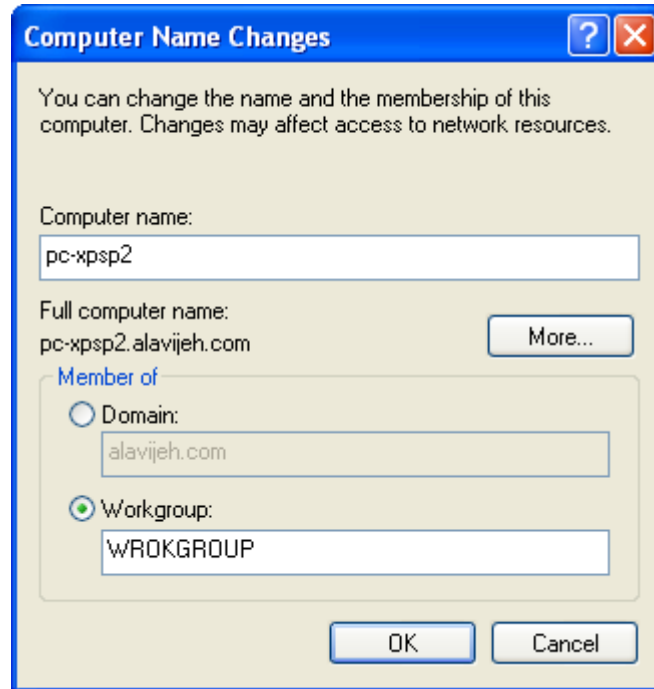 Computer Name Changes
You can change the name and the membership of this
computer. Changes may affect access to network resources.
Computer name:
pc-xpsp2
Full computer name:
pc-xpsp2.alavijeh.com
More...
Member of
Domain:
alavijeh.com
Workgroup:
WROKGROUP
OK
Cancel